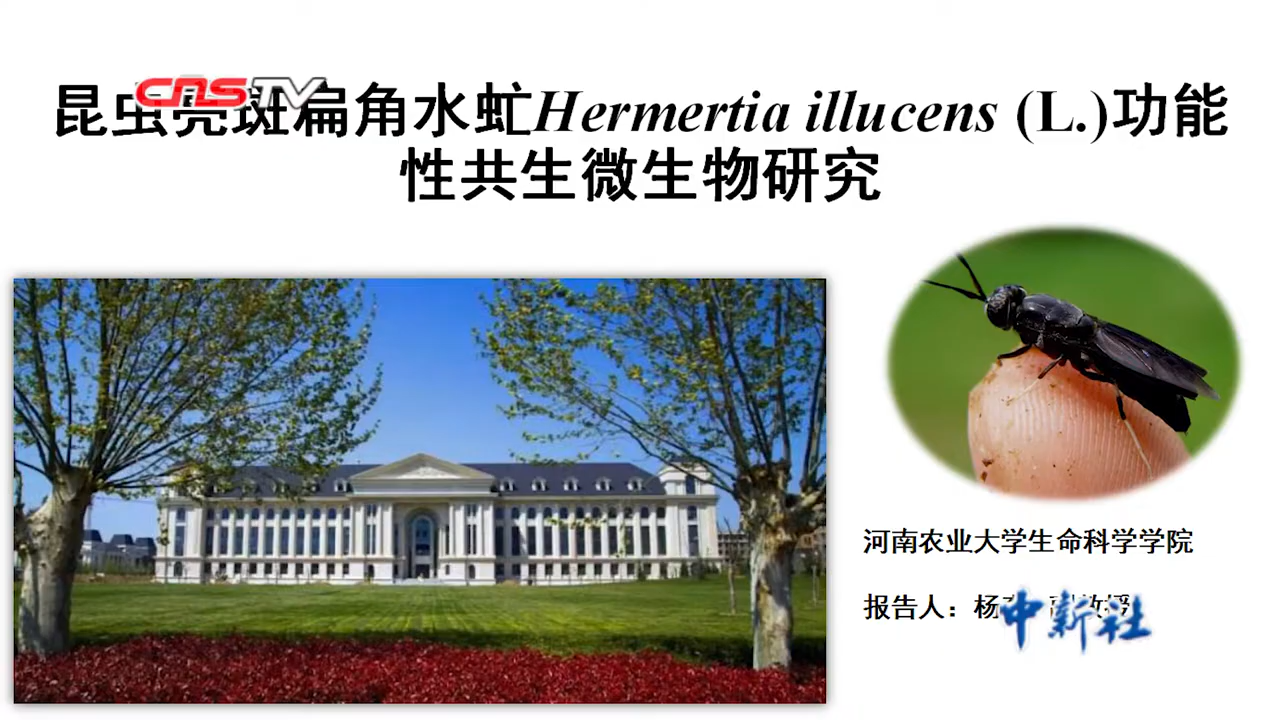 CNSTV
昆虫亮斑扁角水虻Hermertia illucens (L.)功能
性共生微生物研究
河南农业大学生命科学学院
报告人：杨
中新社